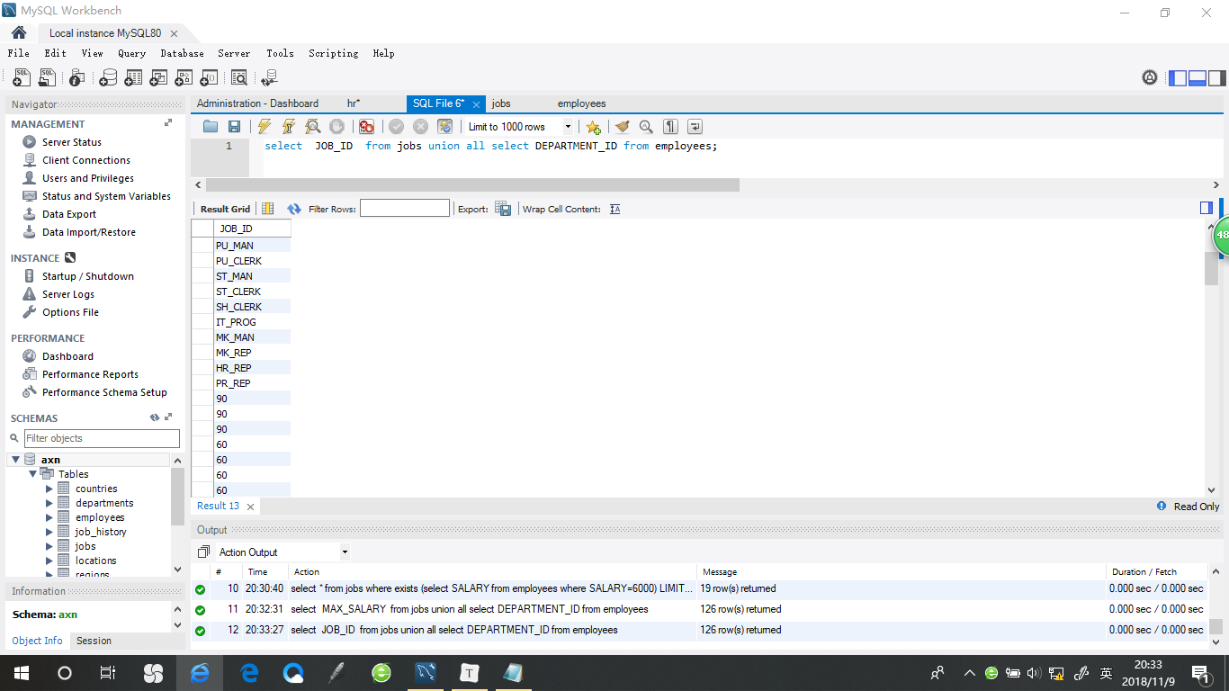 MySQL Workbench
Local instance MySQL80
File Edit View Query Database Server Tools Scripting Help
Navigator
MANAGEMENT
Server Status
Client Connections
Users and Privileges
Status and System Variables
Data Export
Data Import/Restore
INSTANCE
Startup / Shutdown
Server Logs
Options File
PERFORMANCE
Dashboard
Performance Reports
Performance Schema Setup
SCHEMAS
Filter objects
axn
Tables
countries
departments
employees
job_history
jobs
locations
regions
Information
Schema: axn
Object Info Session
Administration - Dashboard hr* SQL File 6* jobs employees
Limit to 1000 rows
1 select JOB_ID from jobs union all select DEPARTMENT_ID from employees;
Result Grid Filter Rows: Export: Wrap Cell Content:
JOB_ID
PU_MAN
PU_CLERK
ST_MAN
ST_CLERK
SH_CLERK
IT_PROG
MK_MAN
MK_REP
HR_REP
PR_REP
90
90
90
60
60
60
60
48
Result 13 Read Only
Output
Action Output
# Time Action Message Duration / Fetch
10 20:30:40 select * from jobs where exists (select SALARY from employees where SALARY=6000) LIMIT... 19 row(s) returned 0.000 sec / 0.000 sec
11 20:32:31 select MAX_SALARY from jobs union all select DEPARTMENT_ID from employees 126 row(s) returned 0.000 sec / 0.000 sec
12 20:33:27 select JOB_ID from jobs union all select DEPARTMENT_ID from employees 126 row(s) returned 0.000 sec / 0.000 sec
英
20:33
2018/11/9
1